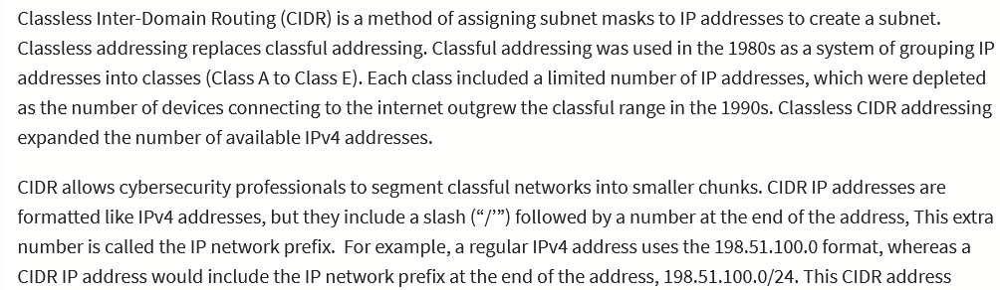 Classless Inter-Domain Routing (CIDR) is a method of assigning subnet masks to IP addresses to create a subnet.
Classless addressing replaces classful addressing. Classful addressing was used in the 1980s as a system of grouping IP
addresses into classes (Class A to Class E). Each class included a limited number of IP addresses, which were depleted
as the number of devices connecting to the internet outgrew the classful range in the 1990s. Classless CIDR addressing
expanded the number of available IPv4 addresses.
CIDR allows cybersecurity professionals to segment classful networks into smaller chunks. CIDR IP addresses are
formatted like IPv4 addresses, but they include a slash (“/’”) followed by a number at the end of the address, This extra
number is called the IP network prefix.  For example, a regular IPv4 address uses the 198.51.100.0 format, whereas a
CIDR IP address would include the IP network prefix at the end of the address, 198.51.100.0/24. This CIDR address